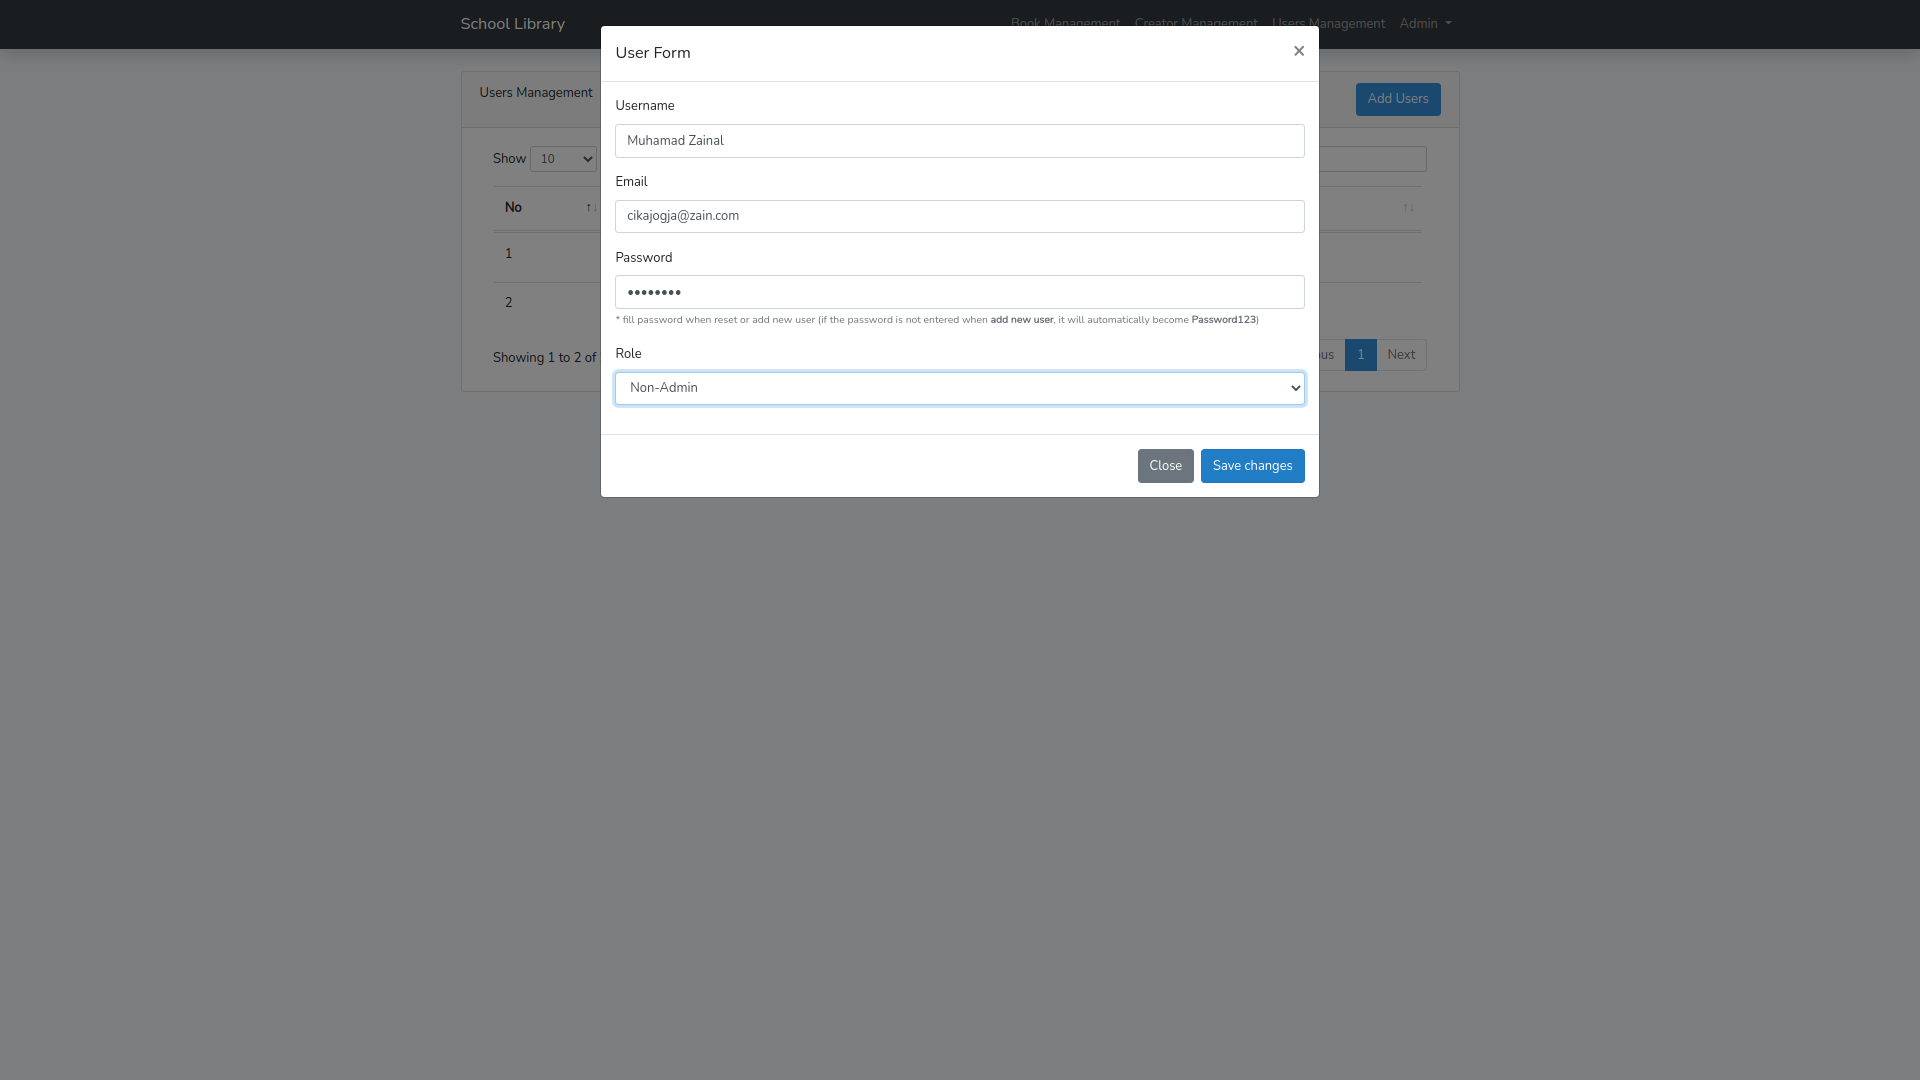 School Library
Book Management Creator Management Users Management Admin
User Form
×
Users Management
Add Users
Username
Muhamad Zainal
Show 10
Email
cikajogja@zain.com
No
Password
••••••••
1
2
* fill password when reset or add new user (if the password is not entered when add new user, it will automatically become Password123)
Role
Showing 1 to 2 of
1 Next
Non-Admin
Close Save changes